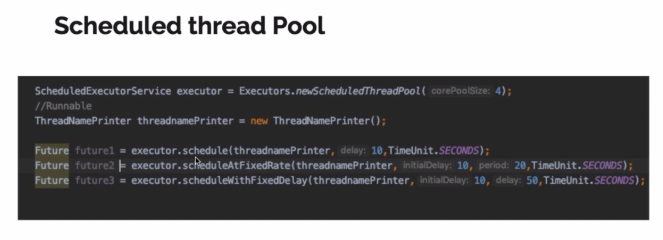 Scheduled thread Pool
ScheduledExecutorService executor = Executors.newScheduledThreadPool( corePoolSize: 4);
//Runnable
ThreadNamePrinter threadnamePrinter = new ThreadNamePrinter();
Future future1 = executor.schedule(threadnamePrinter, delay: 10,TimeUnit.SECONDS);
Future future2 = executor.scheduleAtFixedRate(threadnamePrinter, initialDelay: 10, period: 20,TimeUnit.SECONDS);
Future future3 = executor.scheduleWithFixedDelay(threadnamePrinter, initialDelay: 10, delay: 50,TimeUnit.SECONDS);